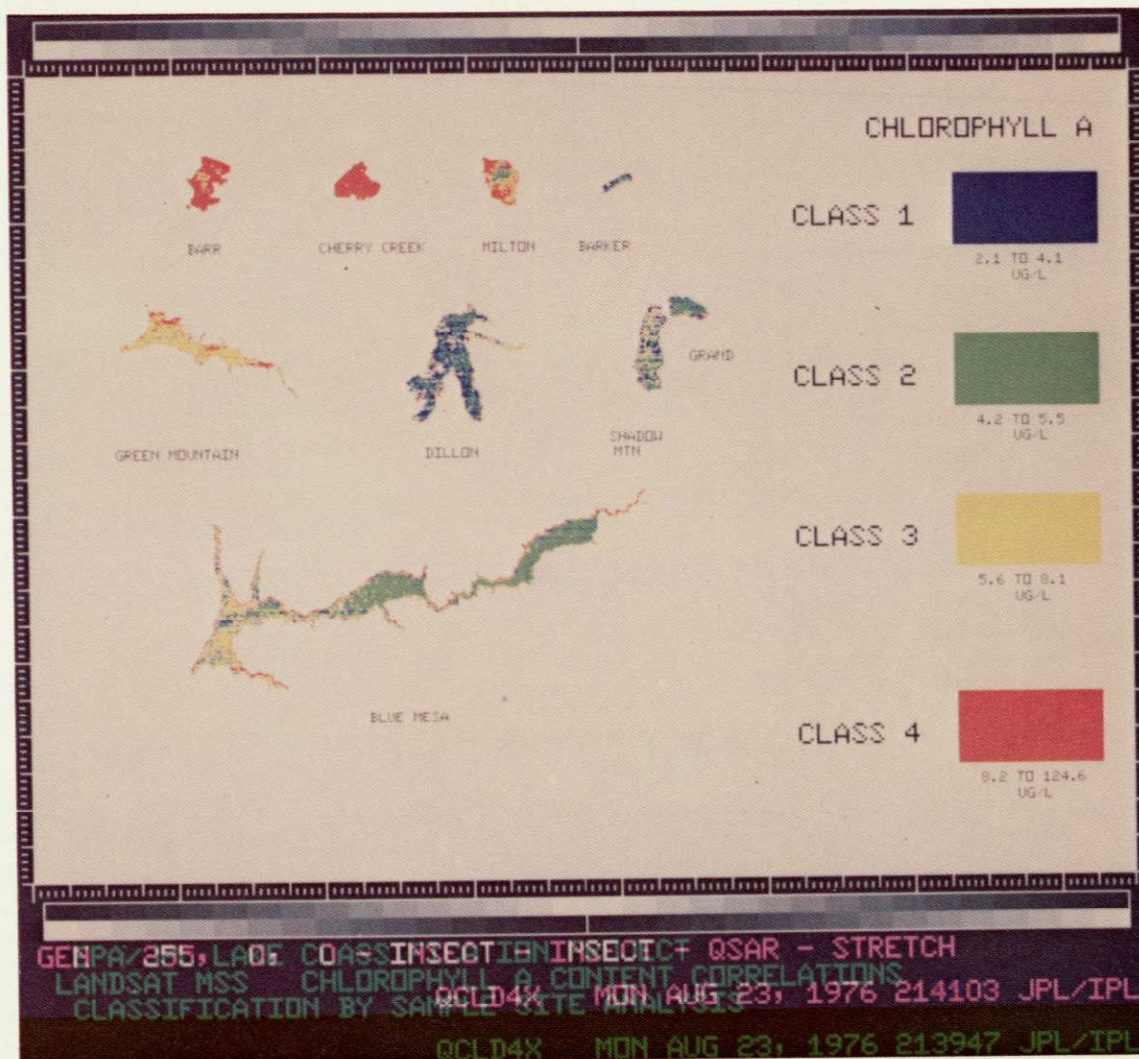 CHLOROPHYLL A
CLASS 1
2.1 TO 4.1
UG/L
BARR
CHERRY CREEK
MILTON
BARKER
CLASS 2
4.2 TO 5.5
UG/L
GRAND
GREEN MOUNTAIN
DILLON
SHADOW
MTN
CLASS 3
5.6 TO 8.1
UG/L
BLUE MESA
CLASS 4
8.2 TO 124.6
UG/L
QSAR - STRETCH
LANDSAT MSS CHLOROPHYLL A CONTENT CORRELATIONS
QCLD4X MON AUG 23, 1976 214103 JPL/IPL
CLASSIFICATION BY SAMPLE SITE ANALYSIS
QCLD4X MON AUG 23, 1976 213947 JPL/IPL